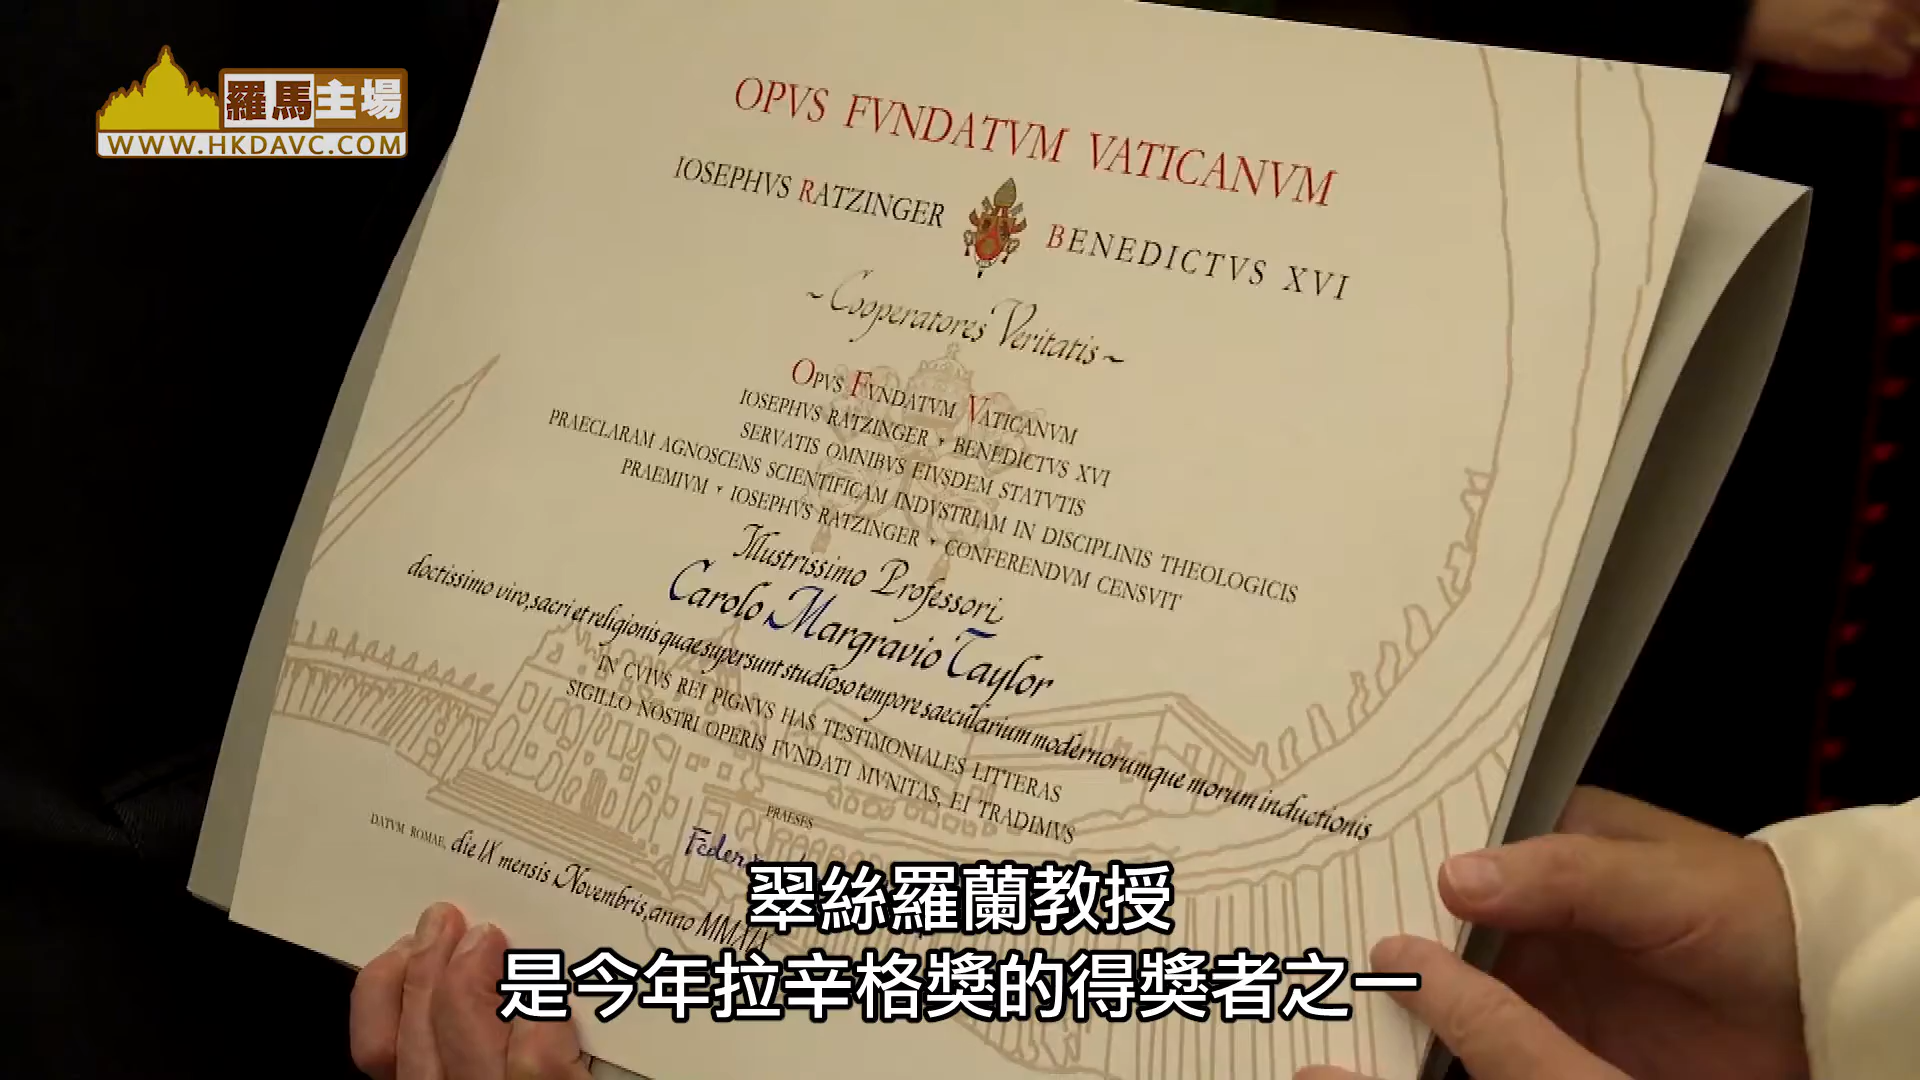 羅馬主場
WWW.HKDAVC.COM
OPVS FVNDATVM VATICANVM
IOSEPHVS RATZINGER BENEDICTVS XVI
~Cooperatores Veritatis~
OPVS FVNDATVM VATICANVM
IOSEPHVS RATZINGER ▾ BENEDICTVS XVI
SERVATIS OMNIBVS EIVSDEM STATVTIS
PRAECLARAM AGNOSCENS SCIENTIFICAM INDVSTRIAM IN DISCIPLINIS THEOLOGICIS
PRAEMIVM ▾ IOSEPHVS RATZINGER ▾ CONFERENDVM CENSVIT
Illustrissimo Professori,
Carolo Margravio Taylor
doctissimo viro, sacri et religionis quae supersunt studioso tempore saecularium modernorumque morum inductionis
IN CVIVS REI PIGNVS HAS TESTIMONIALES LITTERAS
SIGILLO NOSTRI OPERIS FVNDATI MVNITAS, EI TRADIMVS
PRAESES
DATVM ROMAE, die IX mensis Novembris, anno MMXIX
翠絲羅蘭教授
是今年拉辛格獎的得獎者之一